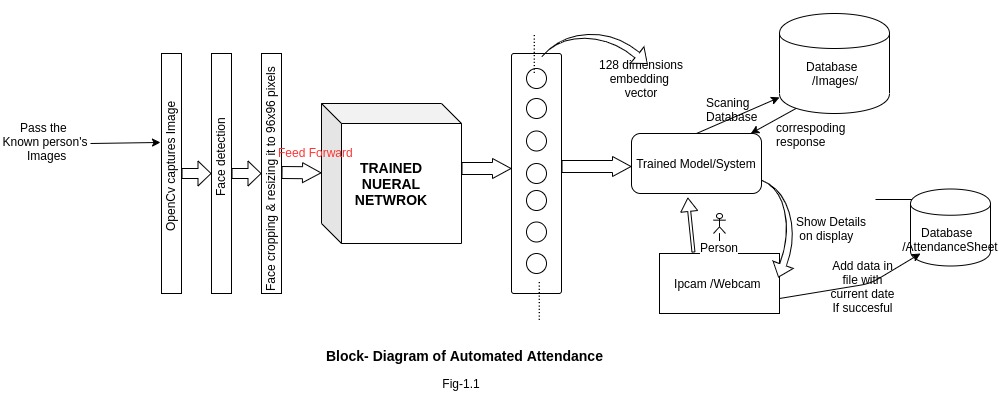 Pass the
Known person's
Images
OpenCv captures Image
Face detection
Face cropping & resizing it to 96x96 pixels
Feed Forward
TRAINED
NUERAL
NETWROK
128 dimensions
embedding
vector
Scaning
Database
Database
/Images/
correspoding
response
Trained Model/System
Person
Ipcam /Webcam
Show Details
on display
Database
/AttendanceSheet
Add data in
file with
current date
If succesful
Block- Diagram of Automated Attendance
Fig-1.1